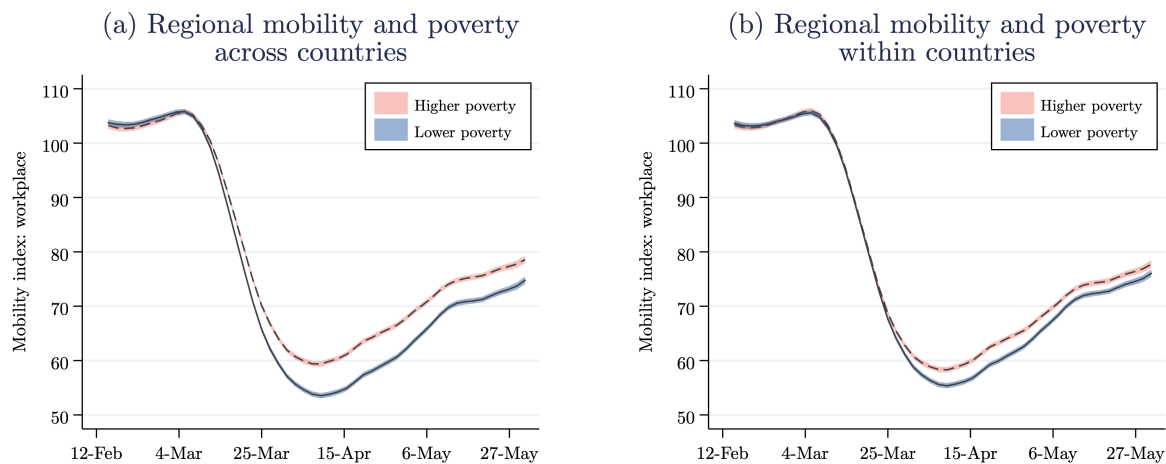 (a) Regional mobility and poverty
across countries
Mobility index: workplace
110
100
90
80
70
60
50
Higher poverty
Lower poverty
12-Feb 4-Mar 25-Mar 15-Apr 6-May 27-May
(b) Regional mobility and poverty
within countries
Mobility index: workplace
110
100
90
80
70
60
50
Higher poverty
Lower poverty
12-Feb 4-Mar 25-Mar 15-Apr 6-May 27-May